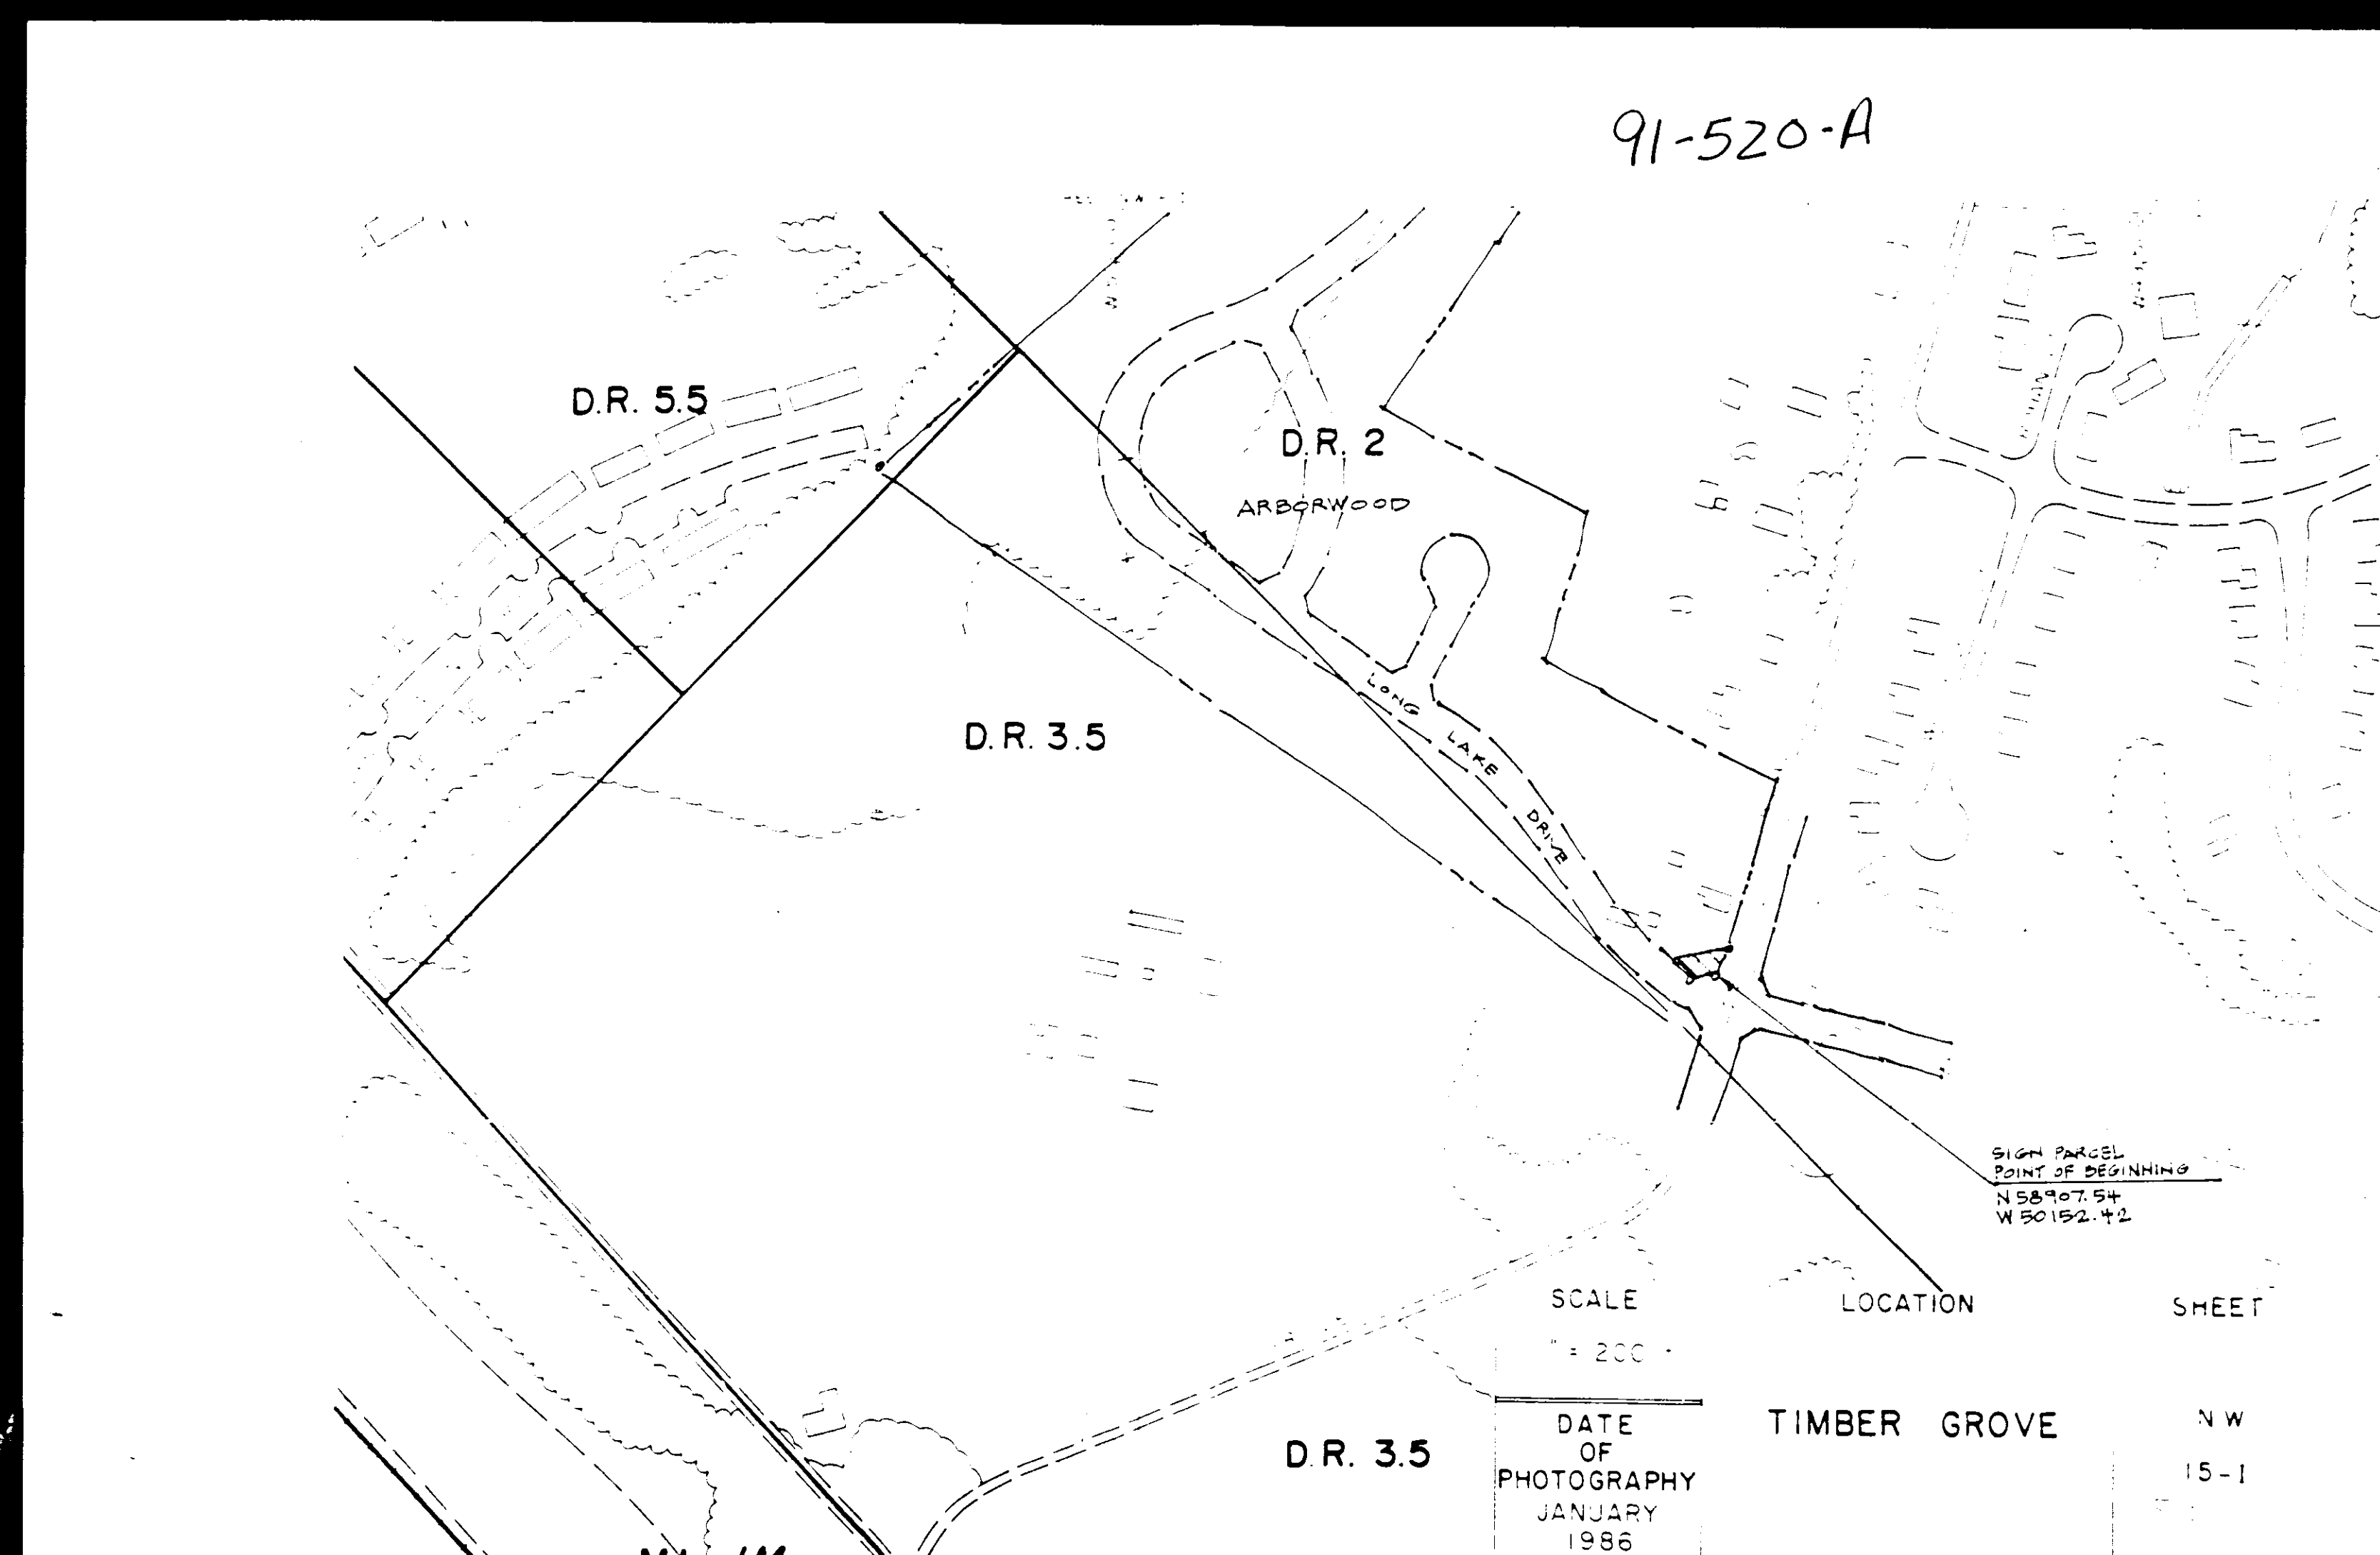 91-520-A
D.R. 5.5
D.R. 2
ARBORWOOD
D.R. 3.5
LONG LAKE DRIVE
SIGN PARCEL
POINT OF BEGINNING
N 58907.54
W 50152.42
SCALE
" = 200
LOCATION
TIMBER GROVE
SHEET
NW
15-I
DATE
OF
PHOTOGRAPHY
JANUARY
1986
D.R. 3.5